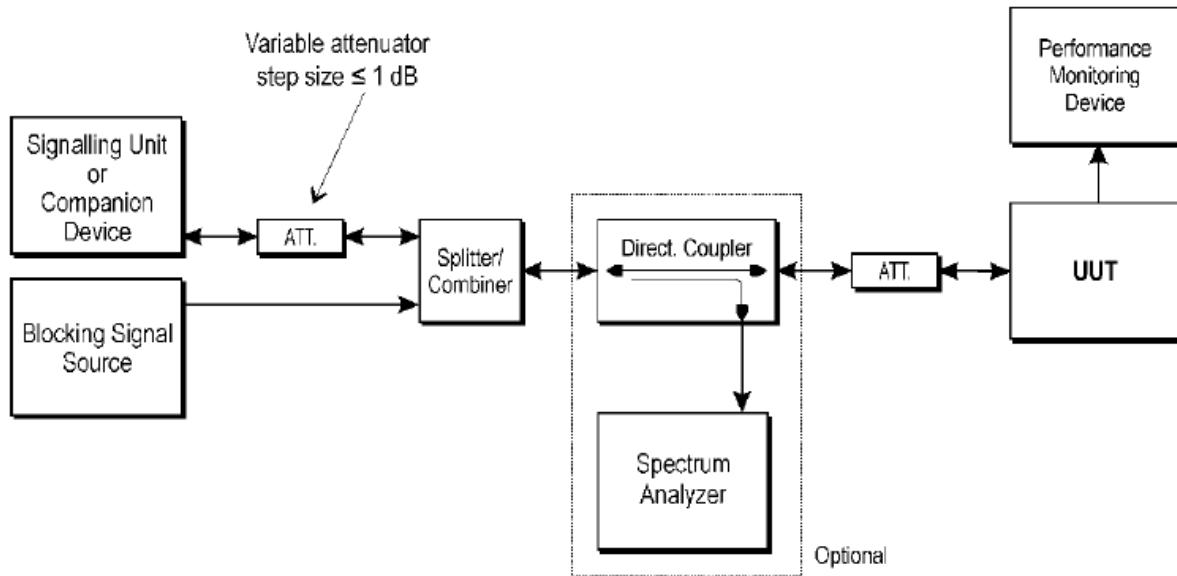 Variable attenuator
step size ≤ 1 dB
Performance
Monitoring
Device
Signalling Unit
or
Companion
Device
ATT.
Splitter/
Combiner
Direct. Coupler
ATT.
UUT
Blocking Signal
Source
Spectrum
Analyzer
Optional